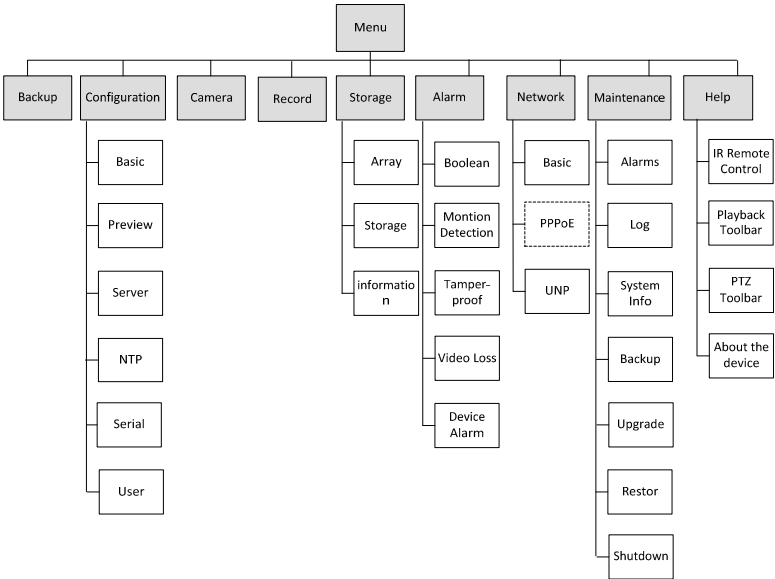 Menu
Backup
Configuration
Camera
Record
Storage
Alarm
Network
Maintenance
Help
Basic
Preview
Server
NTP
Serial
User
Array
Storage
informatio
n
Boolean
Montion
Detection
Tamper-
proof
Video Loss
Device
Alarm
Basic
PPPoE
UNP
Alarms
Log
System
Info
Backup
Upgrade
Restor
Shutdown
IR Remote
Control
Playback
Toolbar
PTZ
Toolbar
About the
device